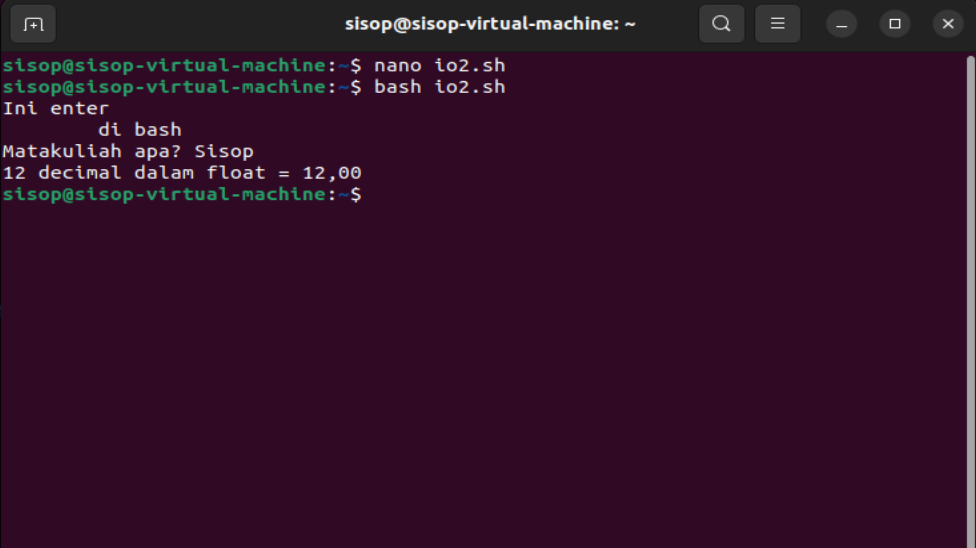 sisop@sisop-virtual-machine: ~
sisop@sisop-virtual-machine:~$ nano io2.sh
sisop@sisop-virtual-machine:~$ bash io2.sh
Ini enter
        di bash
Matakuliah apa? Sisop
12 decimal dalam float = 12,00
sisop@sisop-virtual-machine:~$